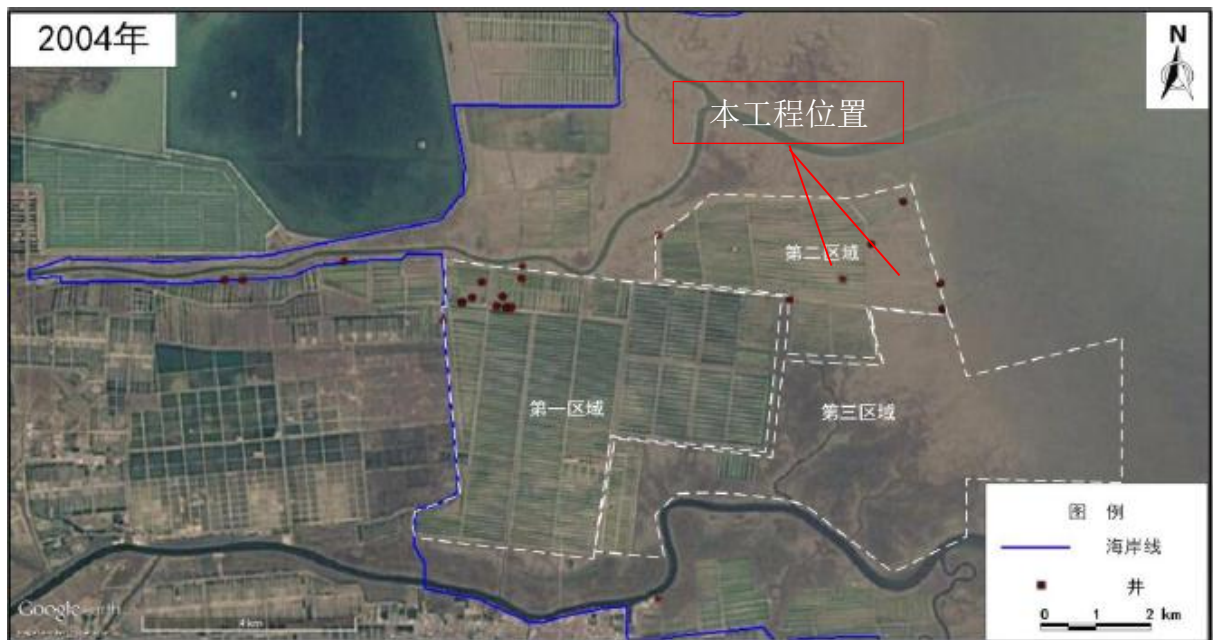 2004年
N
本工程位置
第二区域
第一区域
第三区域
图 例
海岸线
井
0 1 2 km
Google earth
4 km